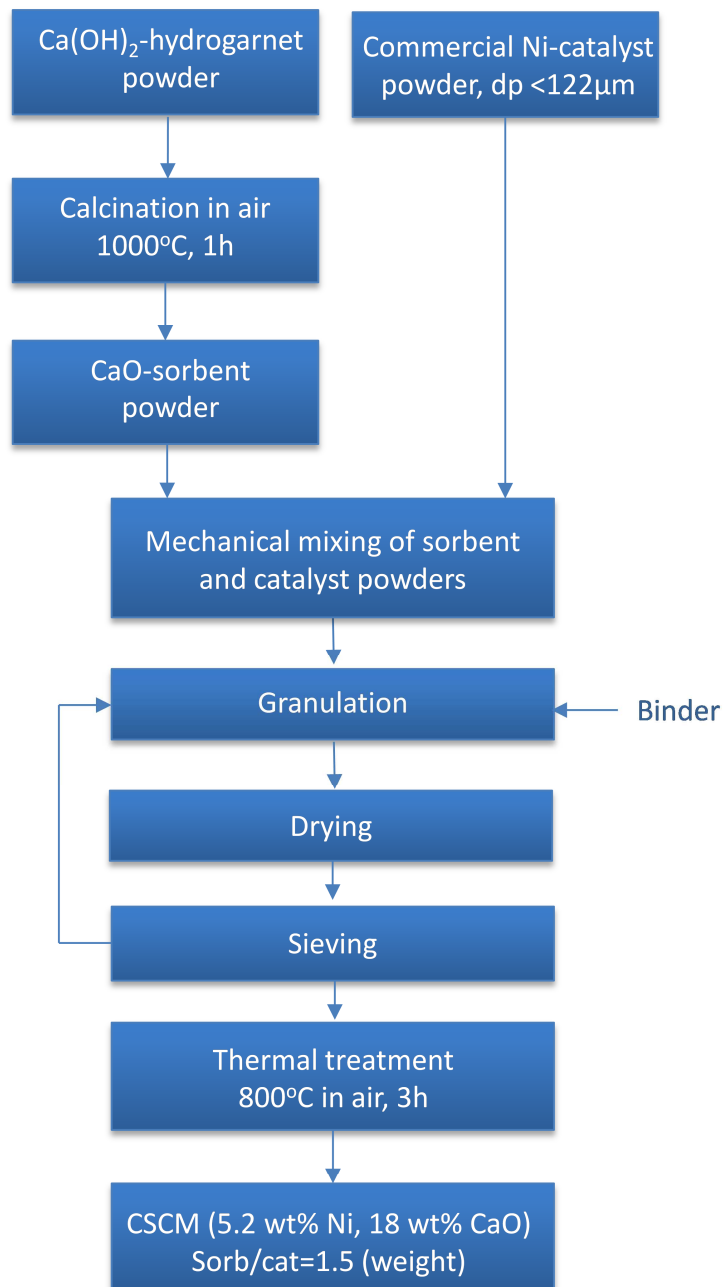 Ca(OH)₂-hydrogarnet
powder
Commercial Ni-catalyst
powder, dp <122µm
Calcination in air
1000ᵒC, 1h
CaO-sorbent
powder
Mechanical mixing of sorbent
and catalyst powders
Granulation
Binder
Drying
Sieving
Thermal treatment
800ᵒC in air, 3h
CSCM (5.2 wt% Ni, 18 wt% CaO)
Sorb/cat=1.5 (weight)